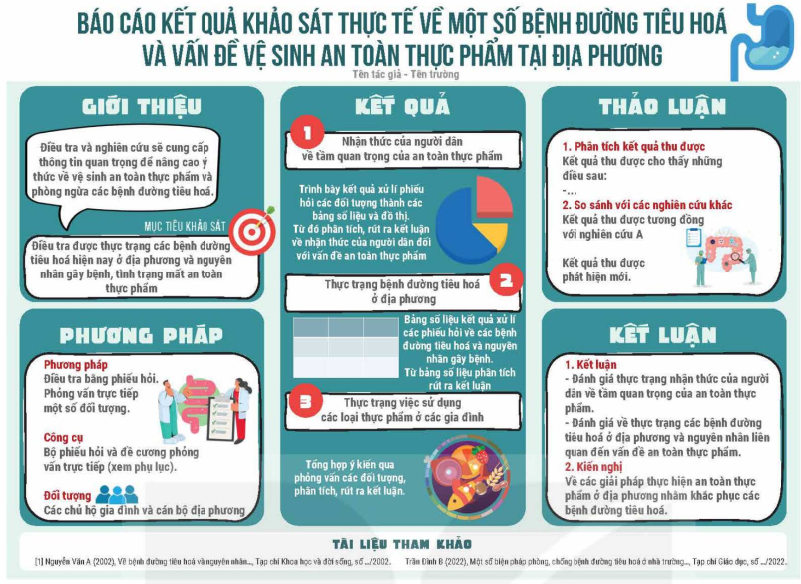 BÁO CÁO KẾT QUẢ KHẢO SÁT THỰC TẾ VỀ MỘT SỐ BỆNH ĐƯỜNG TIÊU HOÁ
VÀ VẤN ĐỀ VỆ SINH AN TOÀN THỰC PHẨM TẠI ĐỊA PHƯƠNG
Tên tác giả - Tên trường
GIỚI THIỆU
Điều tra và nghiên cứu sẽ cung cấp
thông tin quan trọng để nâng cao ý
thức về vệ sinh an toàn thực phẩm và
phòng ngừa các bệnh đường tiêu hoá.
MỤC TIÊU KHẢO SÁT
Điều tra được thực trạng các bệnh đường
tiêu hoá hiện nay ở địa phương và nguyên
nhân gây bệnh, tình trạng mất an toàn
thực phẩm
PHƯƠNG PHÁP
Phương pháp
Điều tra bằng phiếu hỏi.
Phỏng vấn trực tiếp
một số đối tượng.
Công cụ
Bộ phiếu hỏi và đề cương phỏng
vấn trực tiếp (xem phụ lục).
Đối tượng
Các chủ hộ gia đình và cán bộ địa phương
KẾT QUẢ
1
Nhận thức của người dân
về tầm quan trọng của an toàn thực phẩm
Trình bày kết quả xử lí phiếu
hỏi các đối tượng thành các
bảng số liệu và đồ thị.
Từ đó phân tích, rút ra kết luận
về nhận thức của người dân đối
với vấn đề an toàn thực phẩm
2
Thực trạng bệnh đường tiêu hoá
ở địa phương
Bảng số liệu kết quả xử lí
các phiếu hỏi về các bệnh
đường tiêu hoá và nguyên
nhân gây bệnh.
Từ bảng số liệu phân tích
rút ra kết luận
3
Thực trạng việc sử dụng
các loại thực phẩm ở các gia đình
Tổng hợp ý kiến qua
phỏng vấn các đối tượng,
phân tích, rút ra kết luận.
THẢO LUẬN
1. Phân tích kết quả thu được
Kết quả thu được cho thấy những
điều sau:
-...
2. So sánh với các nghiên cứu khác
Kết quả thu được tương đồng
với nghiên cứu A
Kết quả thu được
phát hiện mới.
KẾT LUẬN
1. Kết luận
- Đánh giá thực trạng nhận thức của người
dân về tầm quan trọng của an toàn thực
phẩm.
- Đánh giá về thực trạng các bệnh đường
tiêu hoá ở địa phương và nguyên nhân liên
quan đến vấn đề an toàn thực phẩm.
2. Kiến nghị
Về các giải pháp thực hiện an toàn thực
phẩm ở địa phương nhằm khắc phục các
bệnh đường tiêu hoá.
TÀI LIỆU THAM KHẢO
[1] Nguyễn Văn A (2002), Về bệnh đường tiêu hoá vànguyên nhân..., Tạp chí Khoa học và đời sống, số .../2002. Trần Đình B (2022), Một số biện pháp phòng, chống bệnh đường tiêu hoá ở nhà trường..., Tạp chí Giáo dục, số .../2022.